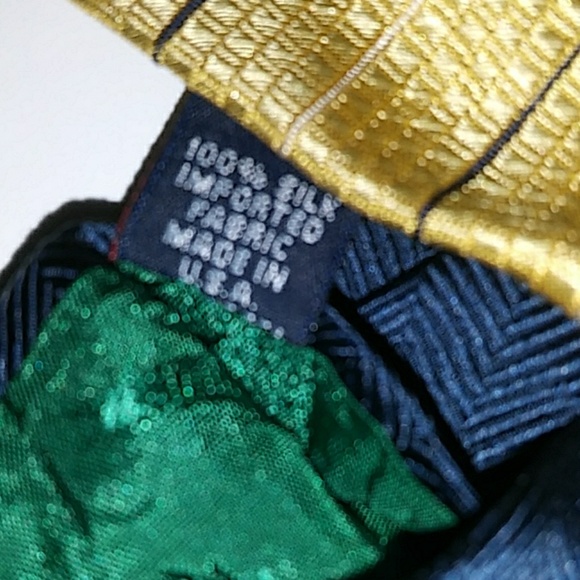 100% SILK
IMPORTED
FABRIC
MADE IN
U.S.A.